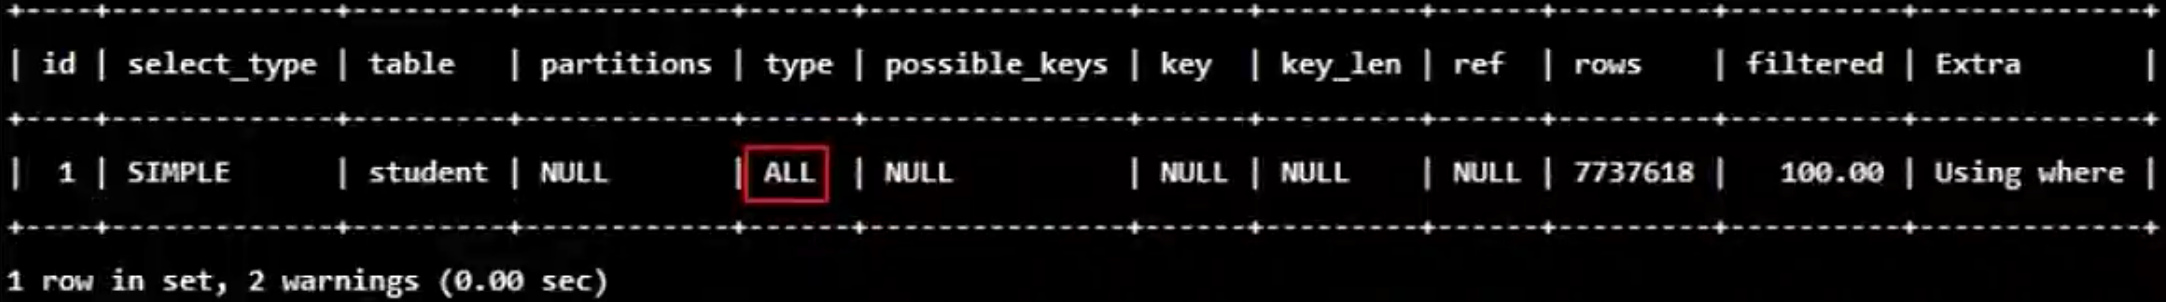 +----+-------------+---------+------------+------+---------------+------+---------+------+---------+----------+-------------+
| id | select_type | table   | partitions | type | possible_keys | key  | key_len | ref  | rows    | filtered | Extra       |
+----+-------------+---------+------------+------+---------------+------+---------+------+---------+----------+-------------+
|  1 | SIMPLE      | student | NULL       | ALL  | NULL          | NULL | NULL    | NULL | 7737618 |   100.00 | Using where |
+----+-------------+---------+------------+------+---------------+------+---------+------+---------+----------+-------------+
1 row in set, 2 warnings (0.00 sec)